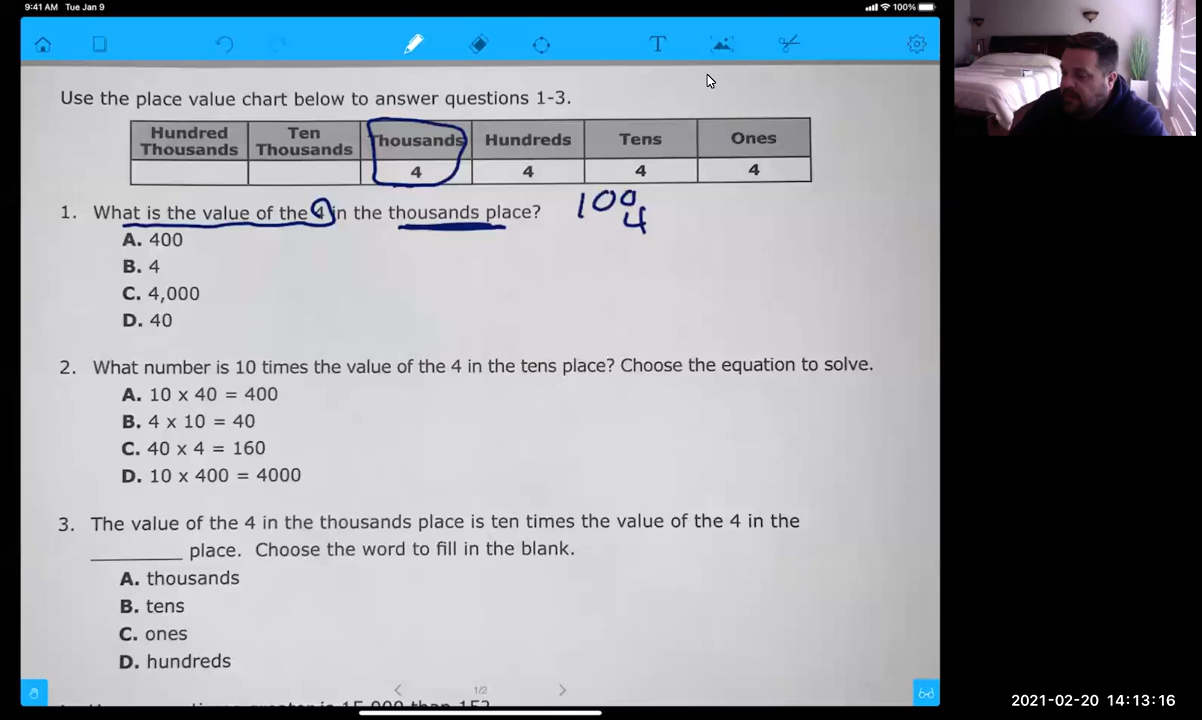 9:41 AM Tue Jan 9
100%
Use the place value chart below to answer questions 1-3.
Hundred Thousands Ten Thousands Thousands Hundreds Tens Ones
4 4 4 4
1. What is the value of the 4 in the thousands place?
100
4
A. 400
B. 4
C. 4,000
D. 40
2. What number is 10 times the value of the 4 in the tens place? Choose the equation to solve.
A. 10 x 40 = 400
B. 4 x 10 = 40
C. 40 x 4 = 160
D. 10 x 400 = 4000
3. The value of the 4 in the thousands place is ten times the value of the 4 in the
________ place. Choose the word to fill in the blank.
A. thousands
B. tens
C. ones
D. hundreds
1/2
2021-02-20 14:13:16